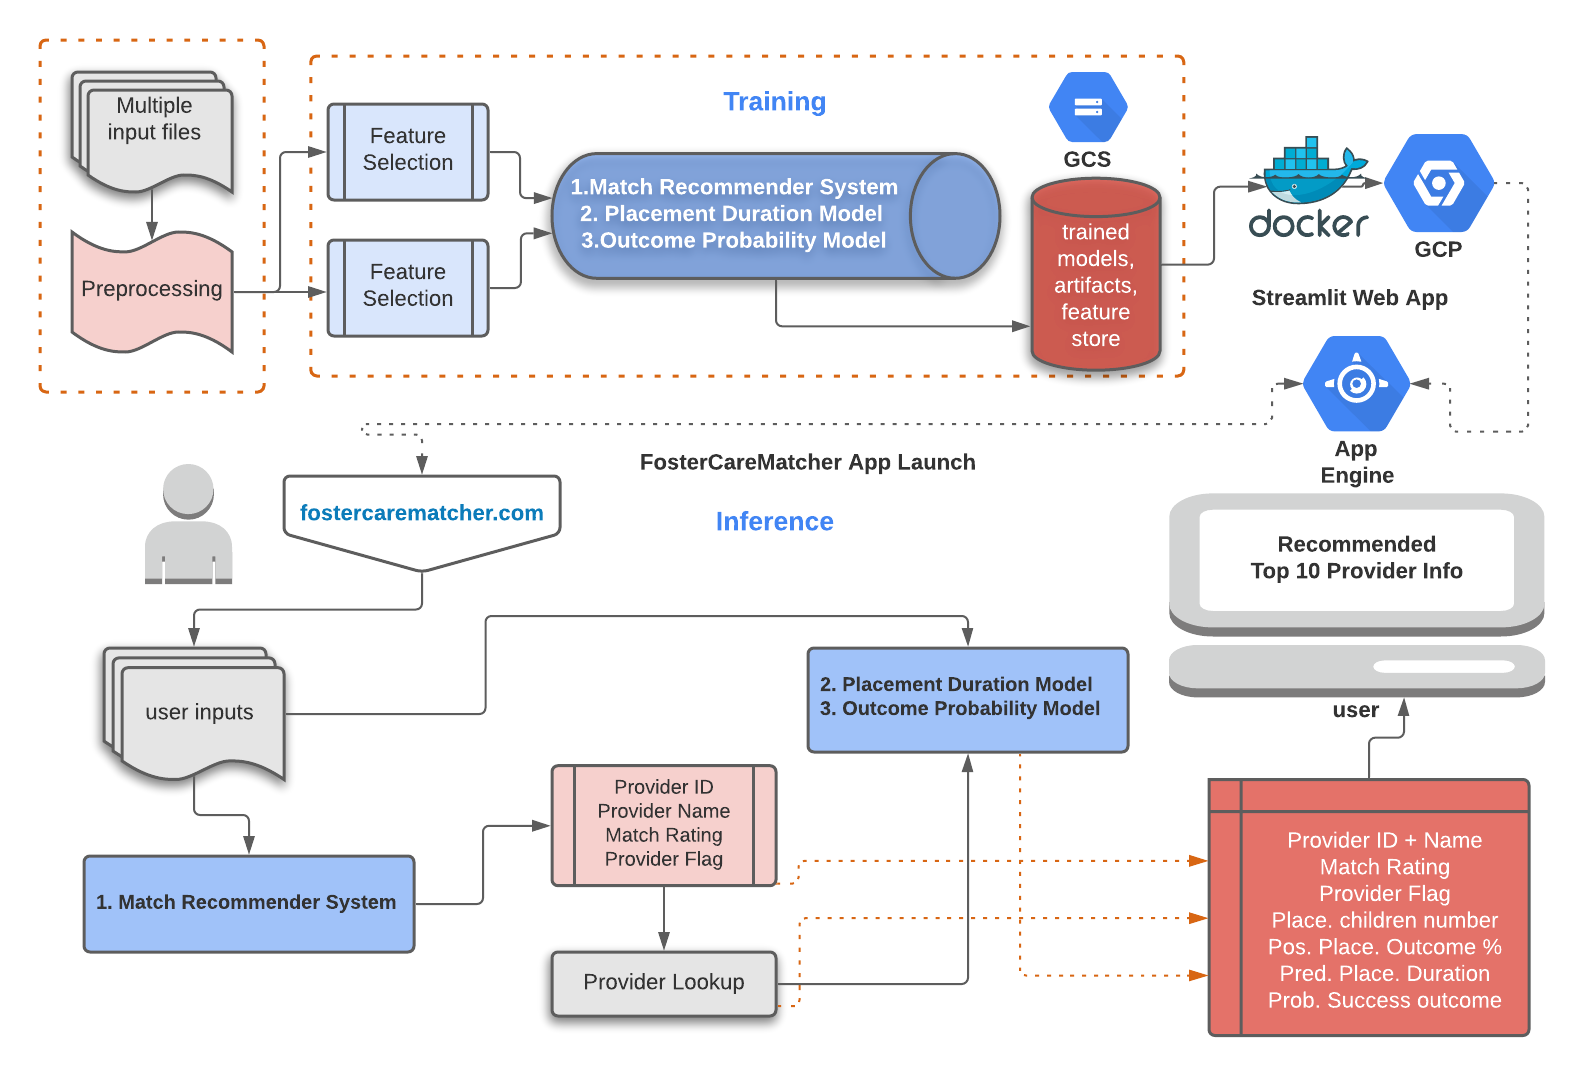 Multiple
input files
Preprocessing
Feature
Selection
Feature
Selection
Training
1.Match Recommender System
2. Placement Duration Model
3.Outcome Probability Model
GCS
trained
models,
artifacts,
feature
store
docker
GCP
Streamlit Web App
App
Engine
FosterCareMatcher App Launch
fostercarematcher.com
Inference
Recommended
Top 10 Provider Info
user
user inputs
2. Placement Duration Model
3. Outcome Probability Model
1. Match Recommender System
Provider ID
Provider Name
Match Rating
Provider Flag
Provider Lookup
Provider ID + Name
Match Rating
Provider Flag
Place. children number
Pos. Place. Outcome %
Pred. Place. Duration
Prob. Success outcome